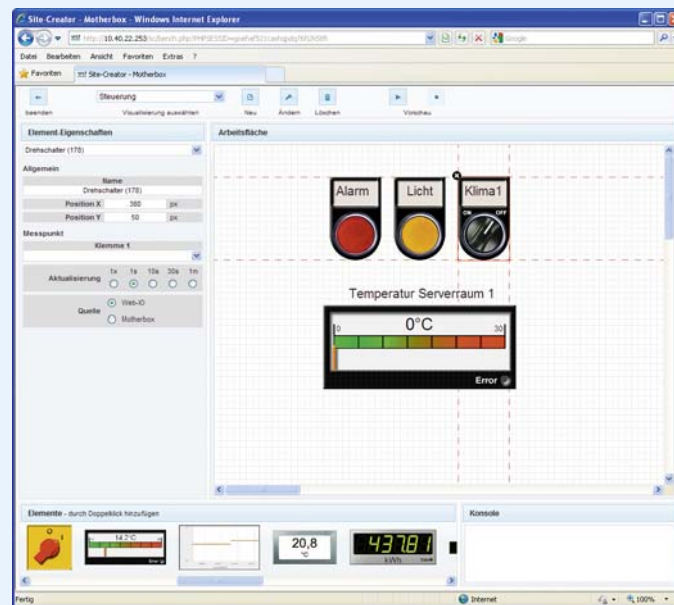 Site-Creator - Motherbox - Windows Internet Explorer
Google
Datei Bearbeiten Ansicht Favoriten Extras ?
Favoriten Site-Creator - Motherbox
Steuerung
beenden Visualisierung auswählen Neu Ändern Löschen Vorschau
Element-Eigenschaften
Drehschalter (178)
Allgemein
Name
Drehschalter (178)
Position X 380 px
Position Y 50 px
Messpunkt
Klemme 1
Aktualisierung 1x 1s 10s 30s 1m
Quelle Web-IO
Motherbox
Arbeitsfläche
Alarm Licht Klima1
ON OFF
Temperatur Serverraum 1
0 0°C 30
Error
Elemente - durch Doppelklick hinzufügen
I
14,2°C
Error
20,8
°C
437.81
kWh
Konsole
Fertig Internet 100%